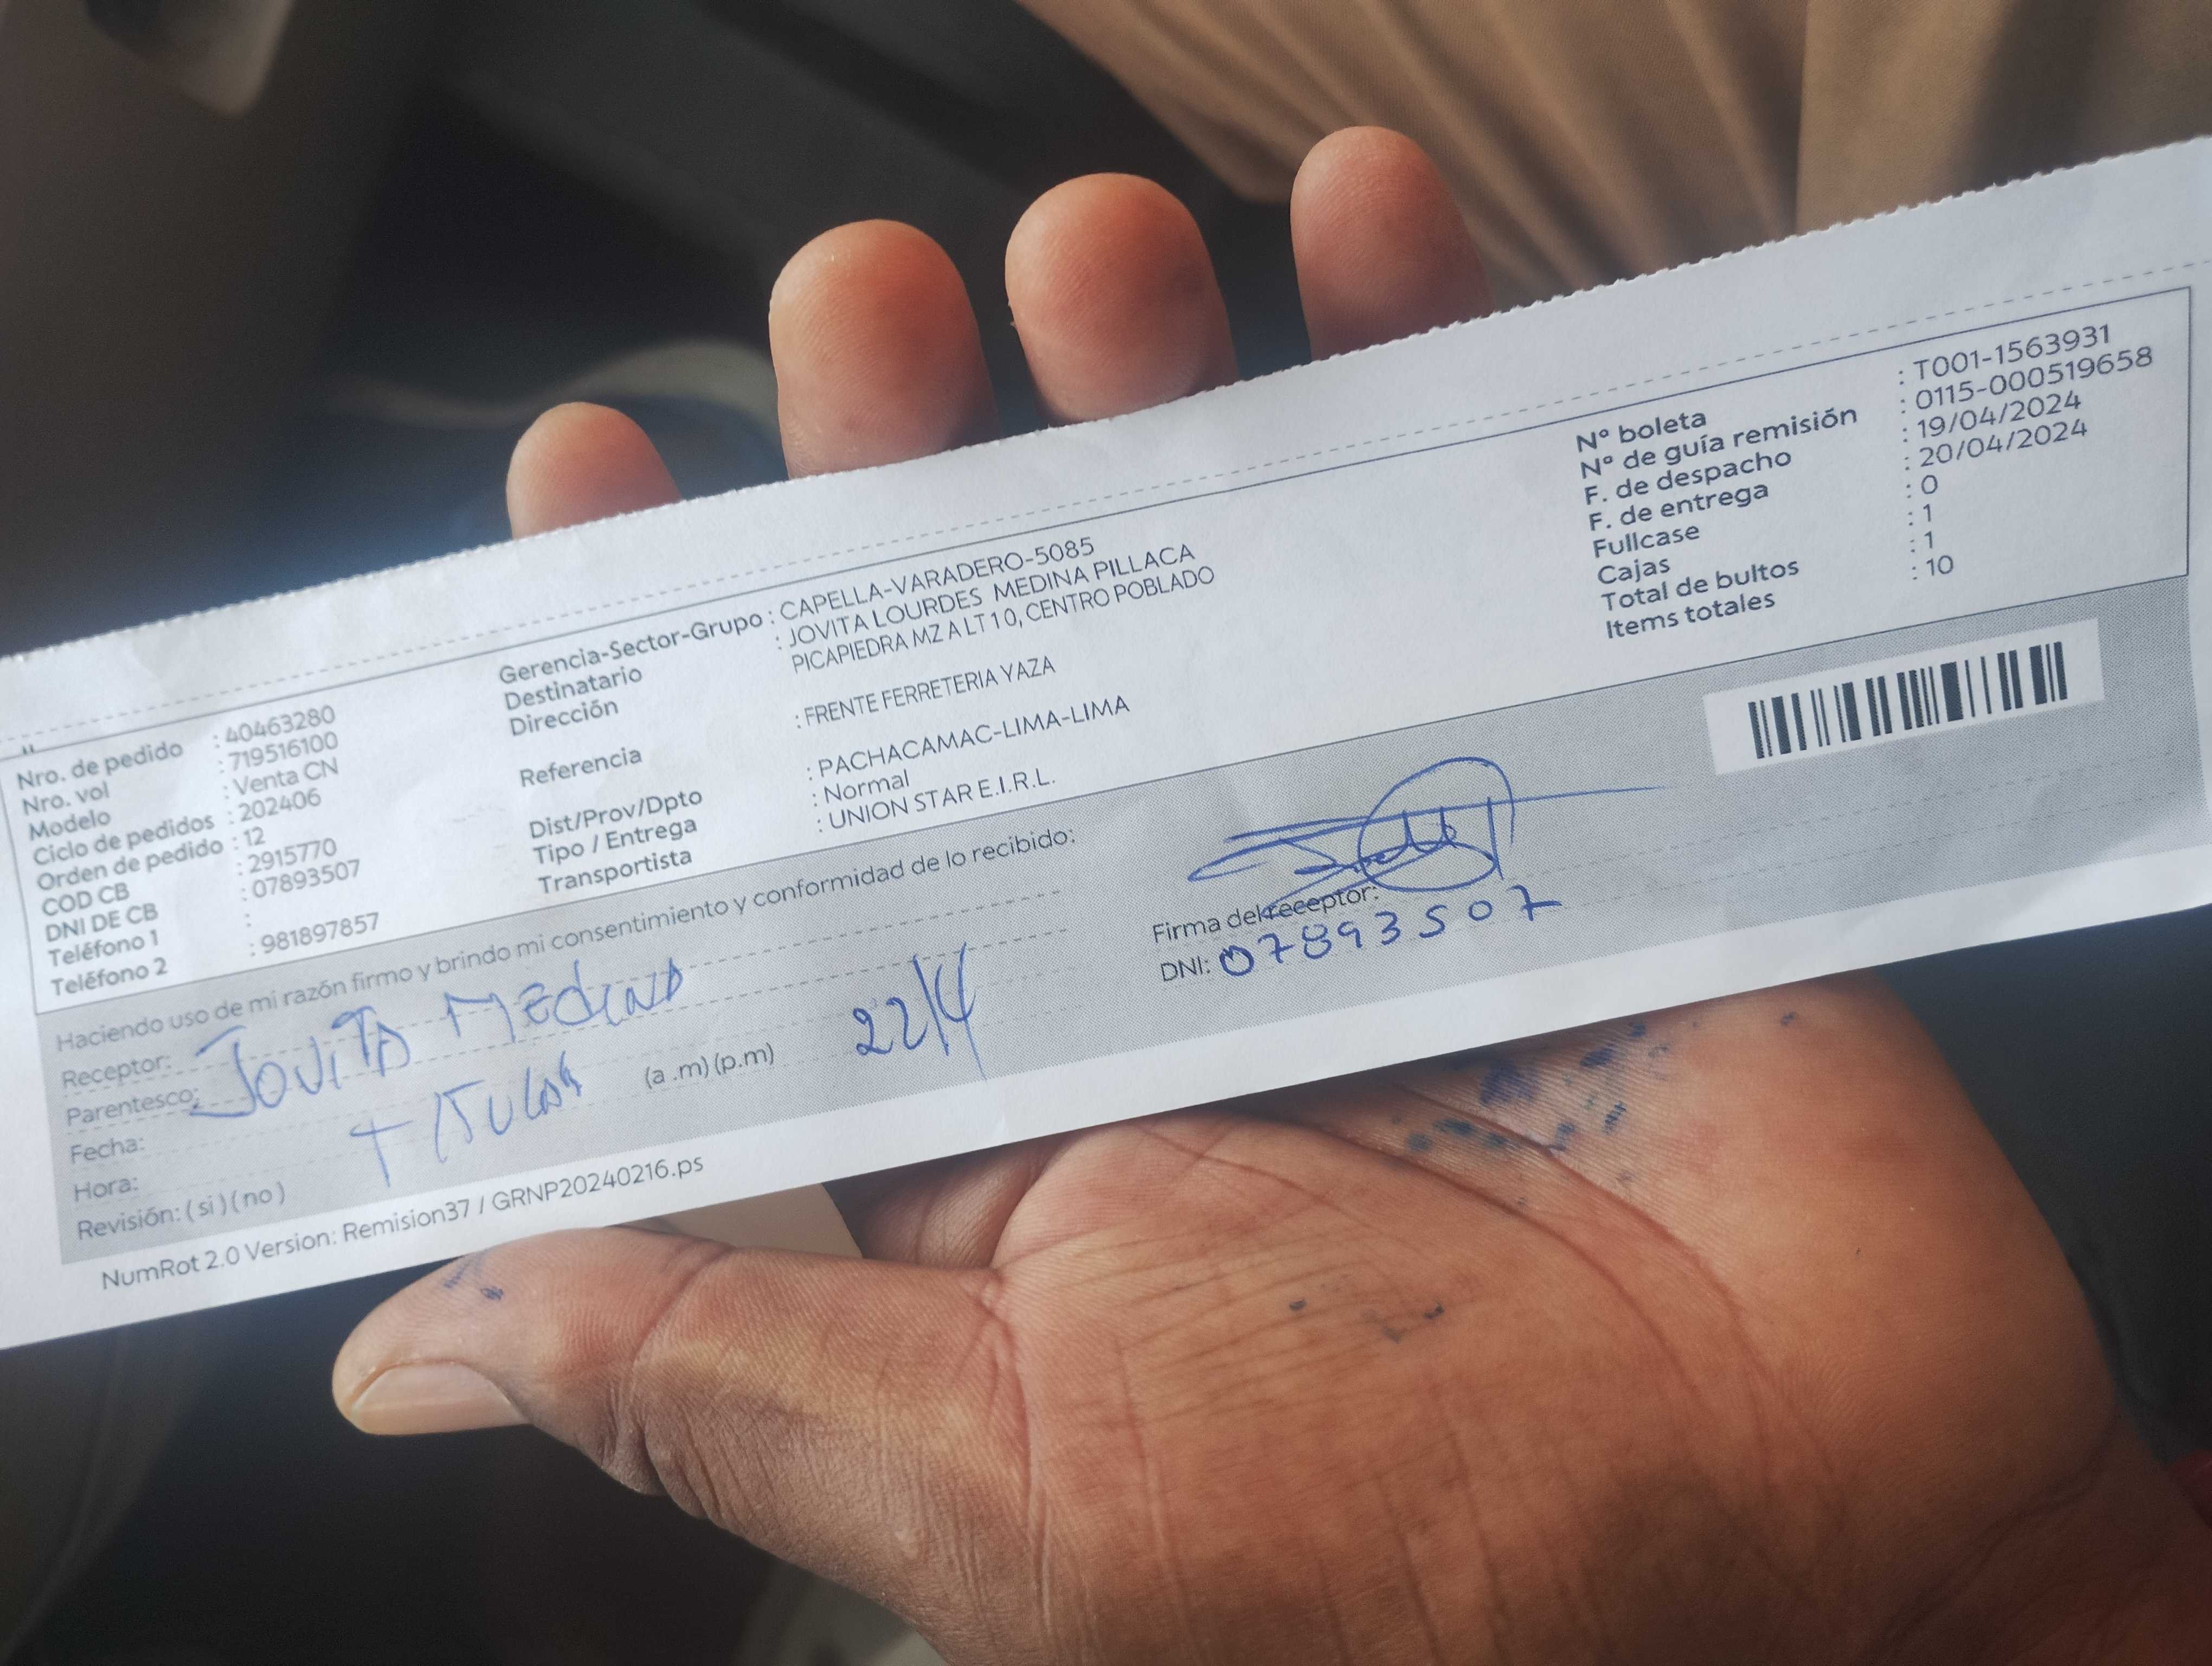 Nro. de pedido : 40463280
Nro. vol : 719516100
Modelo : Venta CN
Ciclo de pedidos : 202406
Orden de pedido : 12
COD CB : 2915770
DNI DE CB : 07893507
Teléfono 1 :
Teléfono 2 : 981897857
Gerencia-Sector-Grupo : CAPELLA-VARADERO-5085
Destinatario : JOVITA LOURDES MEDINA PILLACA
Dirección PICAPIEDRA MZ A LT 10, CENTRO POBLADO
Referencia : FRENTE FERRETERIA YAZA
Dist/Prov/Dpto : PACHACAMAC-LIMA-LIMA
Tipo / Entrega : Normal
Transportista : UNION STAR E.I.R.L.
N° boleta : T001-1563931
N° de guía remisión : 0115-000519658
F. de despacho : 19/04/2024
F. de entrega : 20/04/2024
Fullcase : 0
Cajas : 1
Total de bultos : 1
Items totales : 10
Haciendo uso de mi razón firmo y brindo mi consentimiento y conformidad de lo recibido:
Receptor: JOVITA MEDINA
Parentesco:
Fecha: 22/4
Hora: (a .m) (p.m)
Revisión: ( si ) ( no )
Firma del receptor:
DNI: 07893507
NumRot 2.0 Version: Remision37 / GRNP20240216.ps